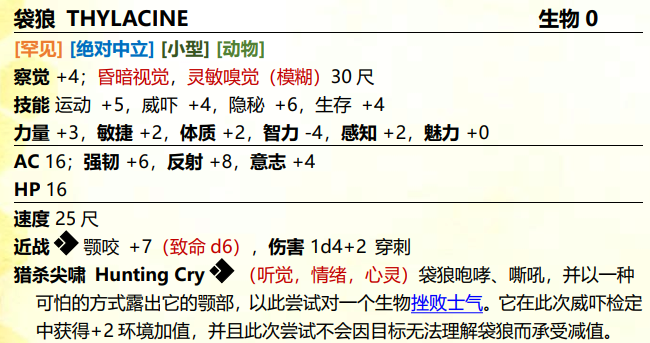 袋狼 THYLACINE 生物 0
[罕见] [绝对中立] [小型] [动物]
察觉 +4；昏暗视觉，灵敏嗅觉（模糊）30 尺
技能 运动 +5，威吓 +4，隐秘 +6，生存 +4
力量 +3，敏捷 +2，体质 +2，智力 -4，感知 +2，魅力 +0
AC 16；强韧 +6，反射 +8，意志 +4
HP 16
速度 25 尺
近战 颚咬 +7（致命 d6），伤害 1d4+2 穿刺
猎杀尖啸 Hunting Cry （听觉，情绪，心灵）袋狼咆哮、嘶吼，并以一种
可怕的方式露出它的颚部，以此尝试对一个生物挫败士气。它在此次威吓检定
中获得+2 环境加值，并且此次尝试不会因目标无法理解袋狼而承受减值。